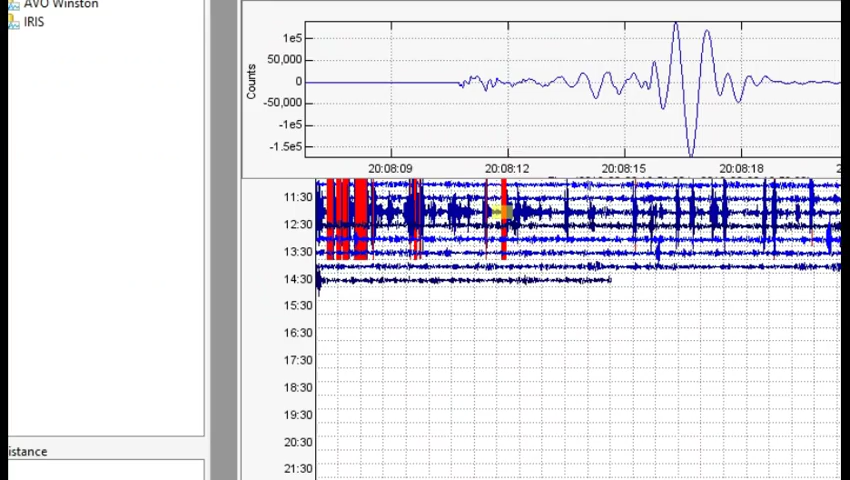 AVO Winston
IRIS
1e5
50,000
0
-50,000
-1e5
-1.5e5
Counts
20:08:09 20:08:12 20:08:15 20:08:18
11:30
12:30
13:30
14:30
15:30
16:30
17:30
18:30
19:30
20:30
21:30
istance